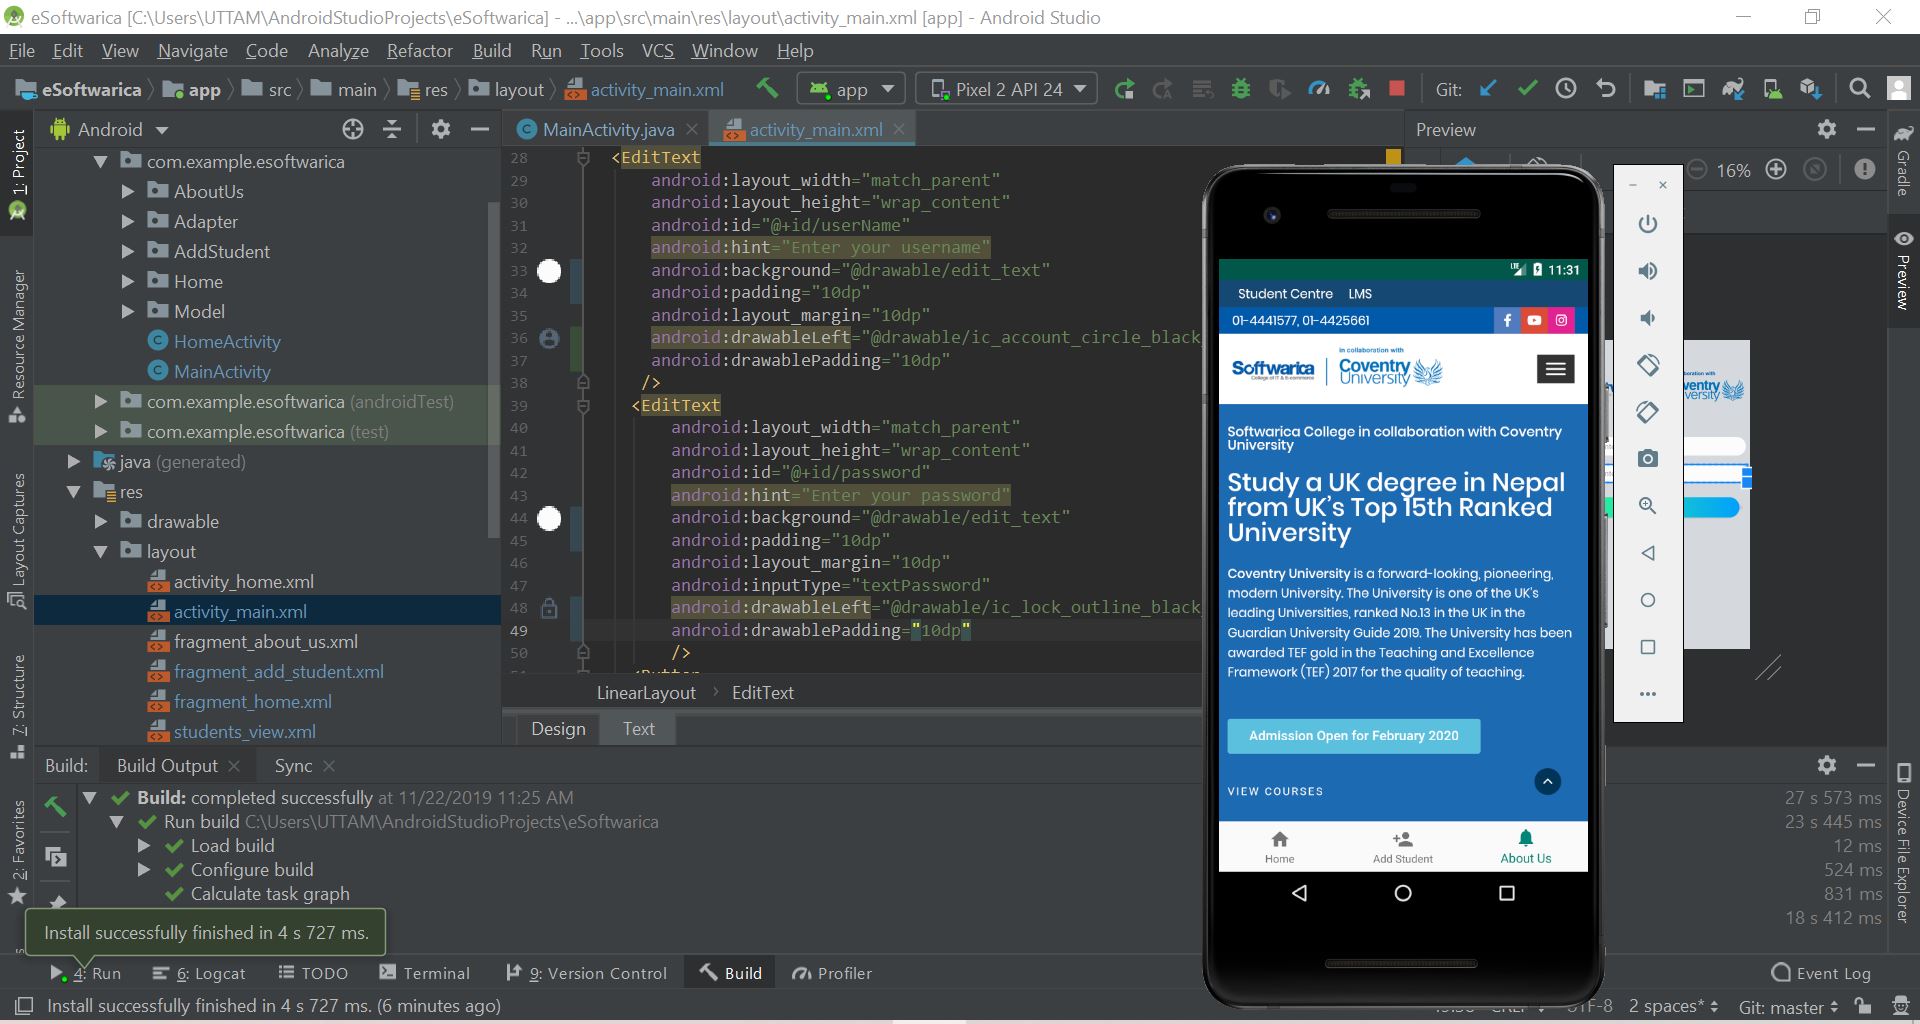 eSoftwarica [C:\Users\UTTAM\AndroidStudioProjects\eSoftwarica] - ...\app\src\main\res\layout\activity_main.xml [app] - Android Studio
File Edit View Navigate Code Analyze Refactor Build Run Tools VCS Window Help
eSoftwarica app src main res layout activity_main.xml app Pixel 2 API 24 Git:
Android
MainActivity.java activity_main.xml
Preview
16%
1: Project
Resource Manager
Layout Captures
7: Structure
2: Favorites
com.example.esoftwarica
AboutUs
Adapter
AddStudent
Home
Model
HomeActivity
MainActivity
com.example.esoftwarica (androidTest)
com.example.esoftwarica (test)
java (generated)
res
drawable
layout
activity_home.xml
activity_main.xml
fragment_about_us.xml
fragment_add_student.xml
fragment_home.xml
students_view.xml
28 <EditText
29 android:layout_width="match_parent"
30 android:layout_height="wrap_content"
31 android:id="@+id/userName"
32 android:hint="Enter your username"
33 android:background="@drawable/edit_text"
34 android:padding="10dp"
35 android:layout_margin="10dp"
36 android:drawableLeft="@drawable/ic_account_circle_black_
37 android:drawablePadding="10dp"
38 />
39 <EditText
40 android:layout_width="match_parent"
41 android:layout_height="wrap_content"
42 android:id="@+id/password"
43 android:hint="Enter your password"
44 android:background="@drawable/edit_text"
45 android:padding="10dp"
46 android:layout_margin="10dp"
47 android:inputType="textPassword"
48 android:drawableLeft="@drawable/ic_lock_outline_black_
49 android:drawablePadding="10dp"
50 />
LinearLayout EditText
Design Text
LTE 11:31
Student Centre LMS
01-4441577, 01-4425661
Softwarica
College of IT & E-commerce
in collaboration with
Coventry
University
Softwarica College in collaboration with Coventry
University
Study a UK degree in Nepal
from UK's Top 15th Ranked
University
Coventry University is a forward-looking, pioneering,
modern University. The University is one of the UK's
leading Universities, ranked No.13 in the UK in the
Guardian University Guide 2019. The University has been
awarded TEF gold in the Teaching and Excellence
Framework (TEF) 2017 for the quality of teaching.
Admission Open for February 2020
VIEW COURSES
Home Add Student About Us
Gradle
Preview
Device File Explorer
Build: Build Output Sync
Build: completed successfully at 11/22/2019 11:25 AM 27 s 573 ms
Run build C:\Users\UTTAM\AndroidStudioProjects\eSoftwarica 23 s 445 ms
Load build 12 ms
Configure build 524 ms
Calculate task graph 831 ms
18 s 412 ms
Install successfully finished in 4 s 727 ms.
4: Run 6: Logcat TODO Terminal 9: Version Control Build Profiler Event Log
Install successfully finished in 4 s 727 ms. (6 minutes ago) UTF-8 2 spaces* Git: master